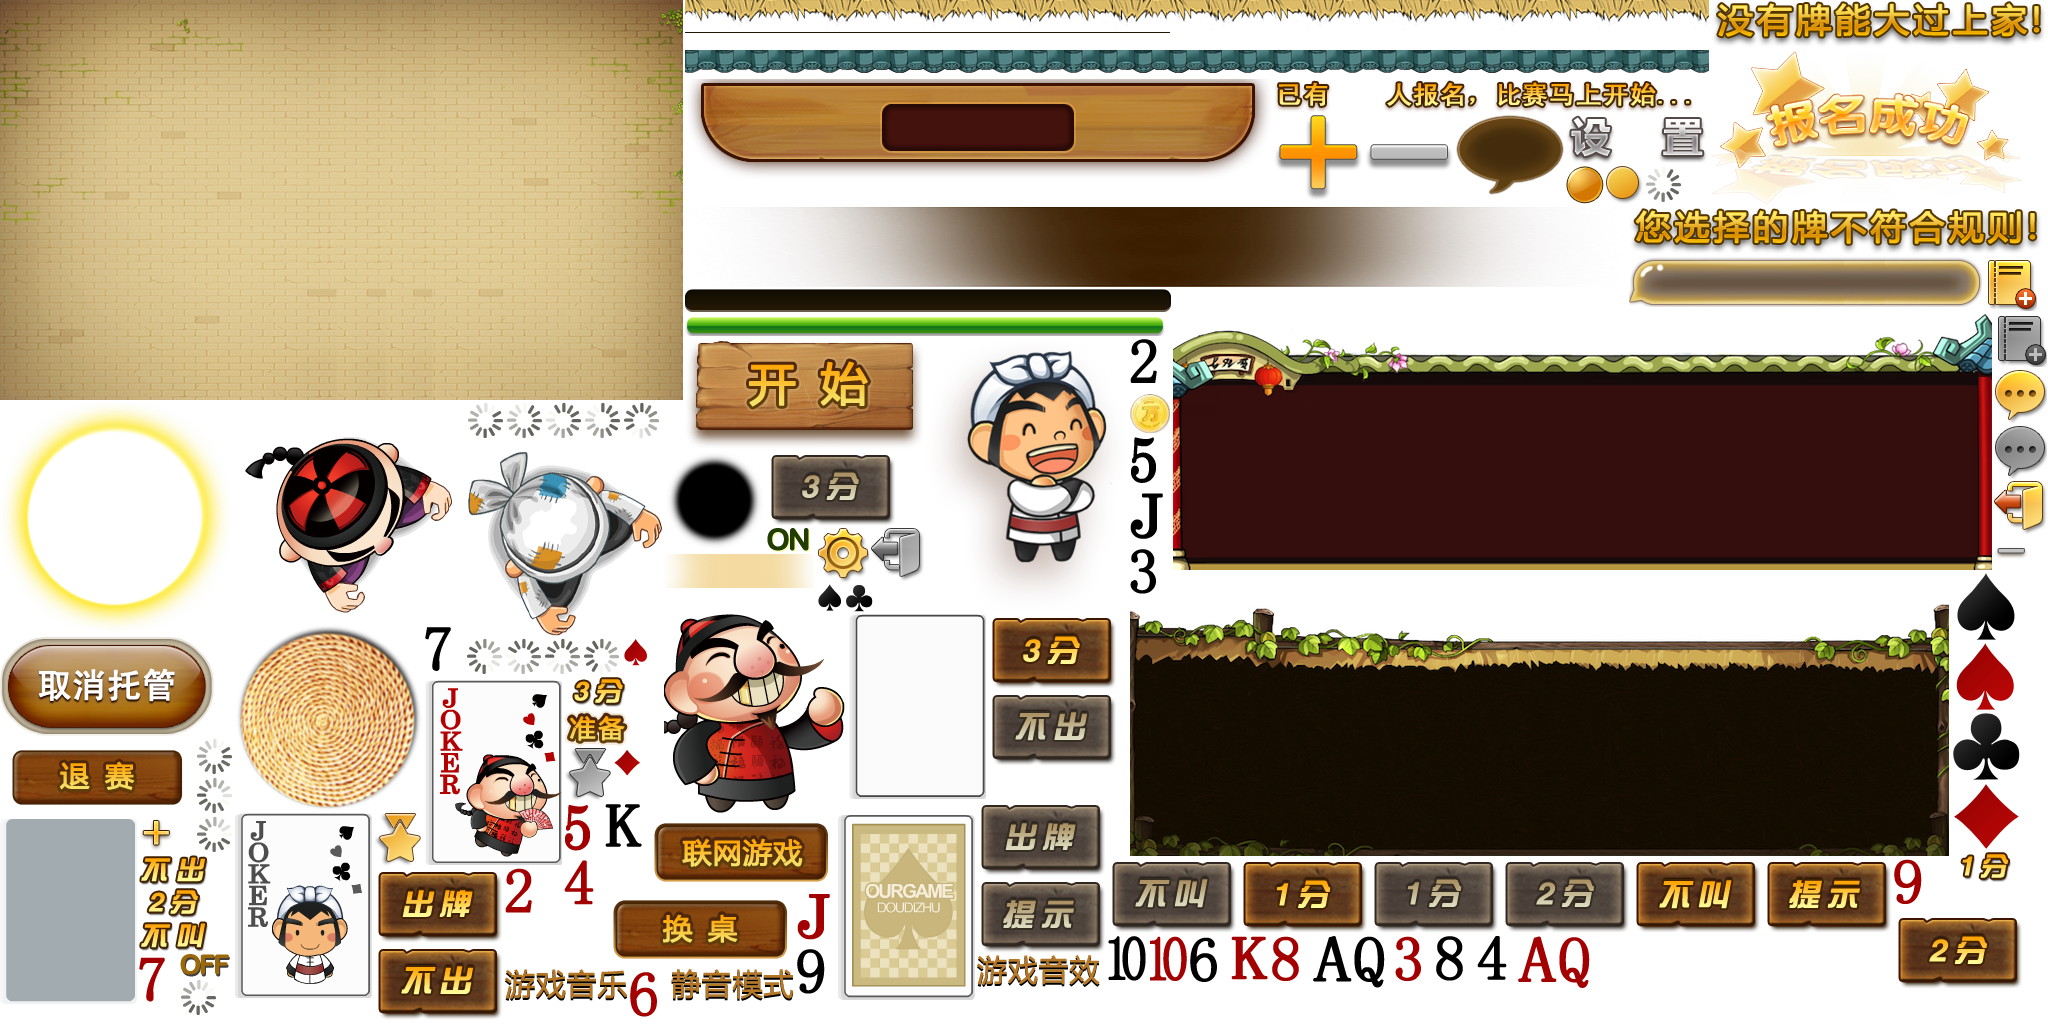 没有牌能大过上家!
已有 人报名，比赛马上开始...
报名成功
设 置
您选择的牌不符合规则!
开 始
2
万
5
J
3
3分
ON
取消托管
7
JOKER
3分
准备
3分
不出
退 赛
不出
2分
不叫
7
OFF
JOKER
出牌
不出
5
K
2
4
联网游戏
换 桌
J
9
游戏音乐
6
静音模式
OURGAME
DOUDIZHU
出牌
提示
游戏音效
不叫
1分
1分
2分
不叫
提示
9
1分
2分
10 10 6 K 8 A Q 3 8 4 A Q